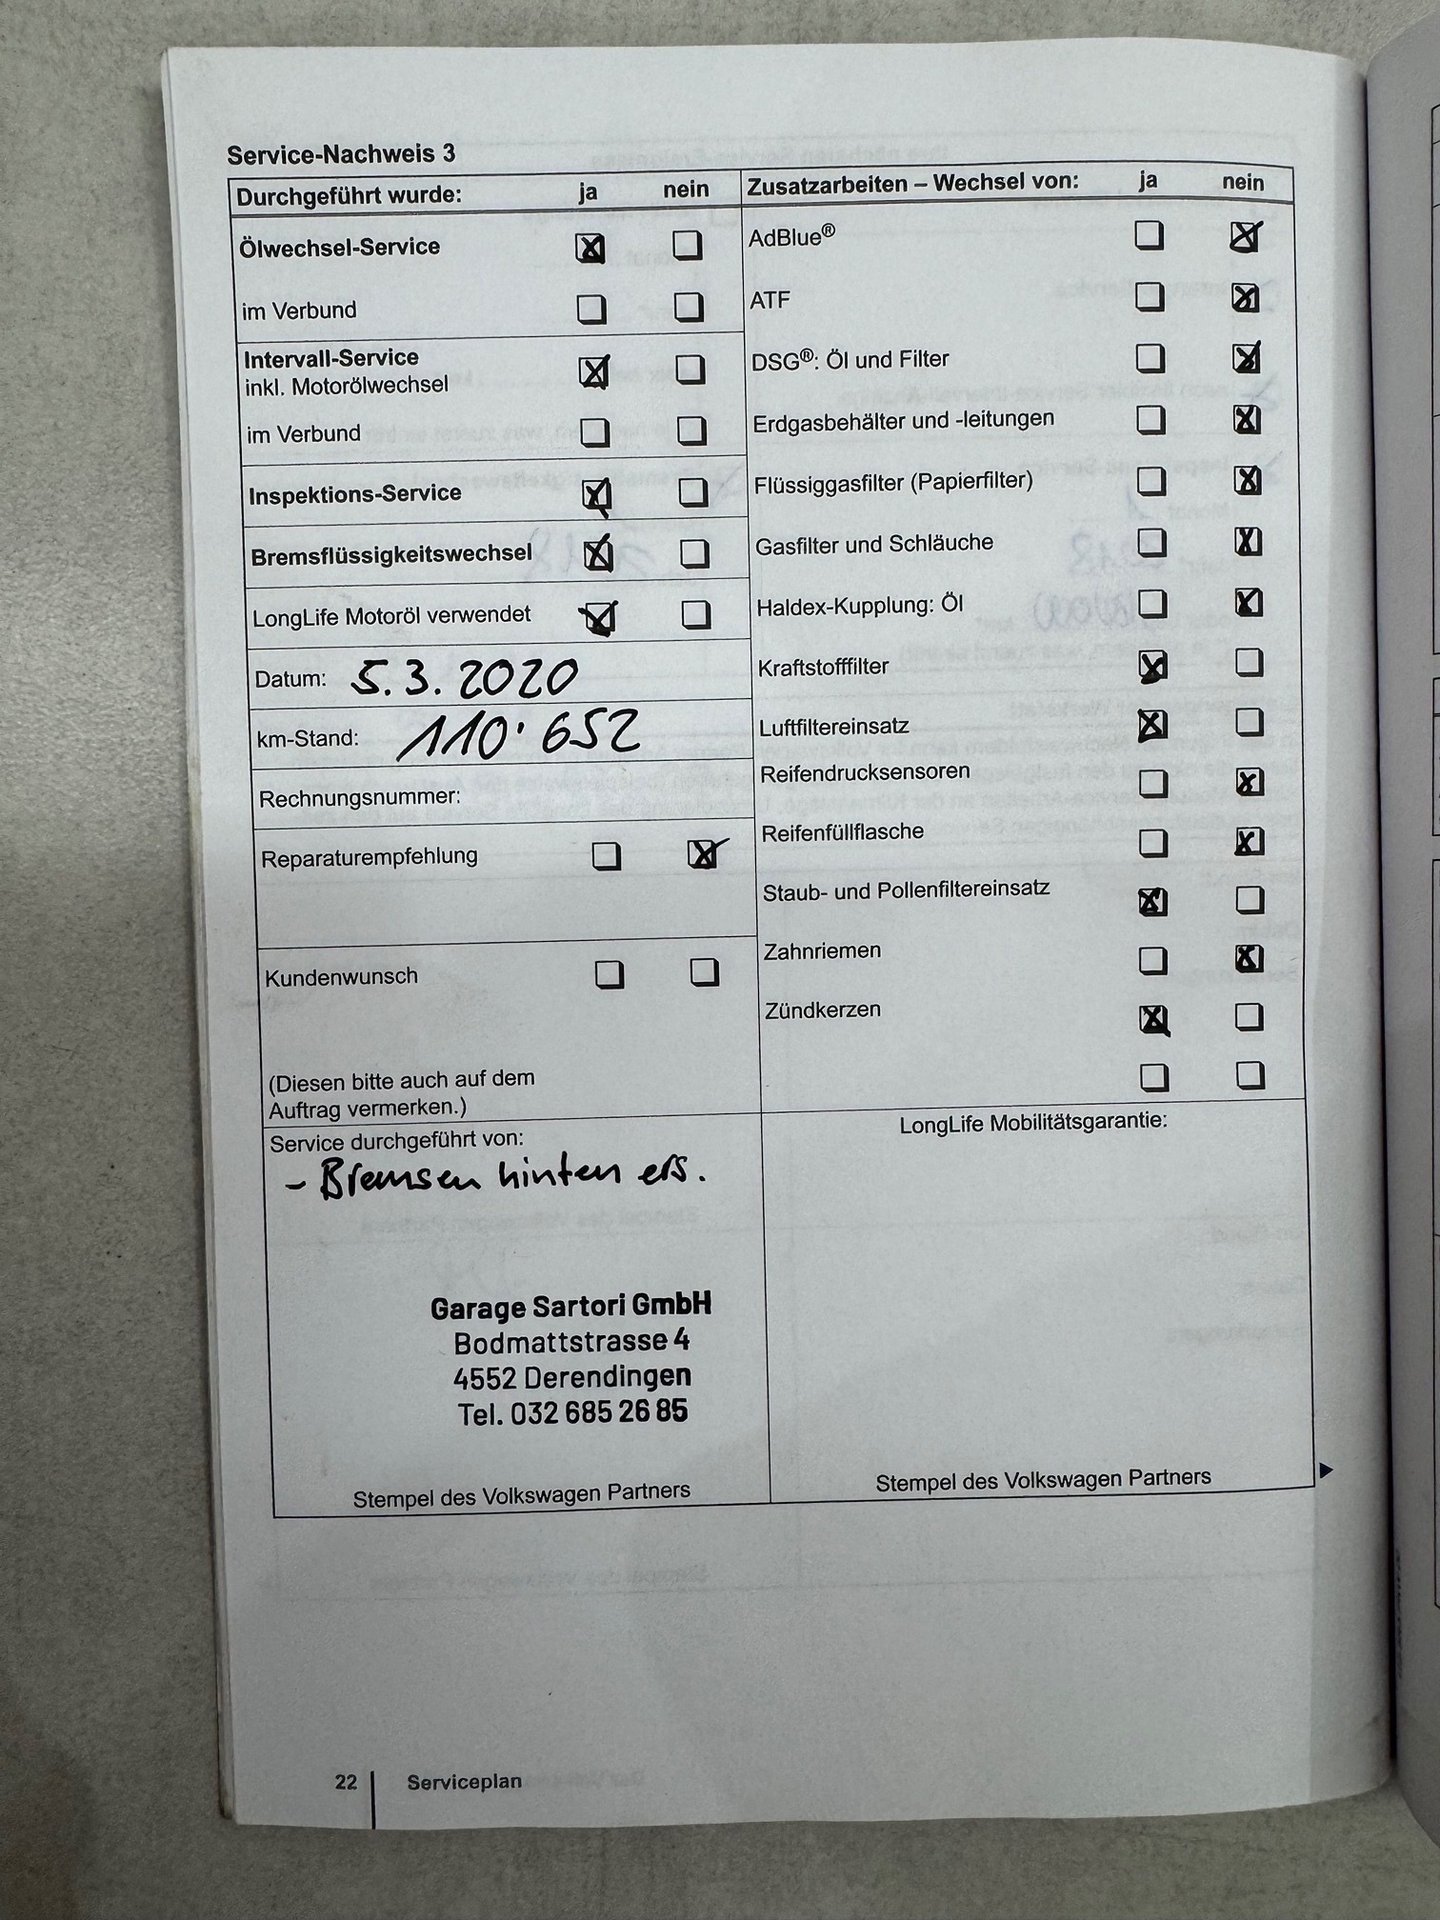 Service-Nachweis 3
Durchgeführt wurde: ja nein
Ölwechsel-Service
im Verbund
Intervall-Service
inkl. Motorölwechsel
im Verbund
Inspektions-Service
Bremsflüssigkeitswechsel
LongLife Motoröl verwendet
Datum: 5.3.2020
km-Stand: 110'652
Rechnungsnummer:
Reparaturempfehlung
Kundenwunsch
(Diesen bitte auch auf dem
Auftrag vermerken.)
Zusatzarbeiten – Wechsel von: ja nein
AdBlue®
ATF
DSG®: Öl und Filter
Erdgasbehälter und -leitungen
Flüssiggasfilter (Papierfilter)
Gasfilter und Schläuche
Haldex-Kupplung: Öl
Kraftstofffilter
Luftfiltereinsatz
Reifendrucksensoren
Reifenfüllflasche
Staub- und Pollenfiltereinsatz
Zahnriemen
Zündkerzen
Service durchgeführt von:
- Bremsen hinten ers.
Garage Sartori GmbH
Bodmattstrasse 4
4552 Derendingen
Tel. 032 685 26 85
Stempel des Volkswagen Partners
LongLife Mobilitätsgarantie:
Stempel des Volkswagen Partners
22 Serviceplan